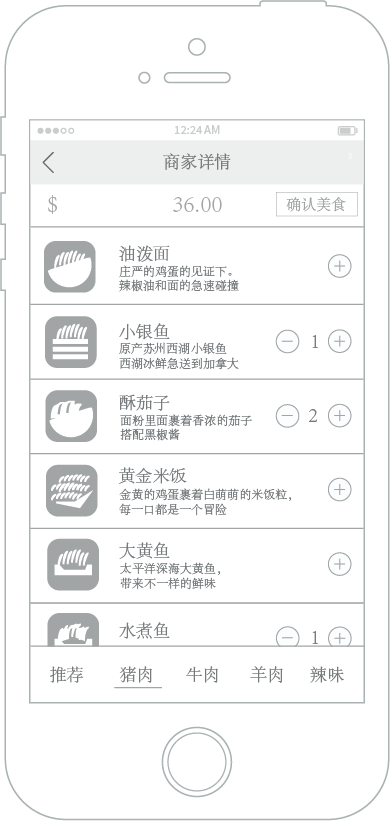 12:24 AM
商家详情
$ 36.00 确认美食
油泼面
庄严的鸡蛋的见证下。
辣椒油和面的急速碰撞
小银鱼
原产苏州西湖小银鱼
西湖冰鲜急送到加拿大
1
酥茄子
面粉里面裹着香浓的茄子
搭配黑椒酱
2
黄金米饭
金黄的鸡蛋裹着白萌萌的米饭粒，
每一口都是一个冒险
大黄鱼
太平洋深海大黄鱼，
带来不一样的鲜味
水煮鱼
1
推荐 猪肉 牛肉 羊肉 辣味